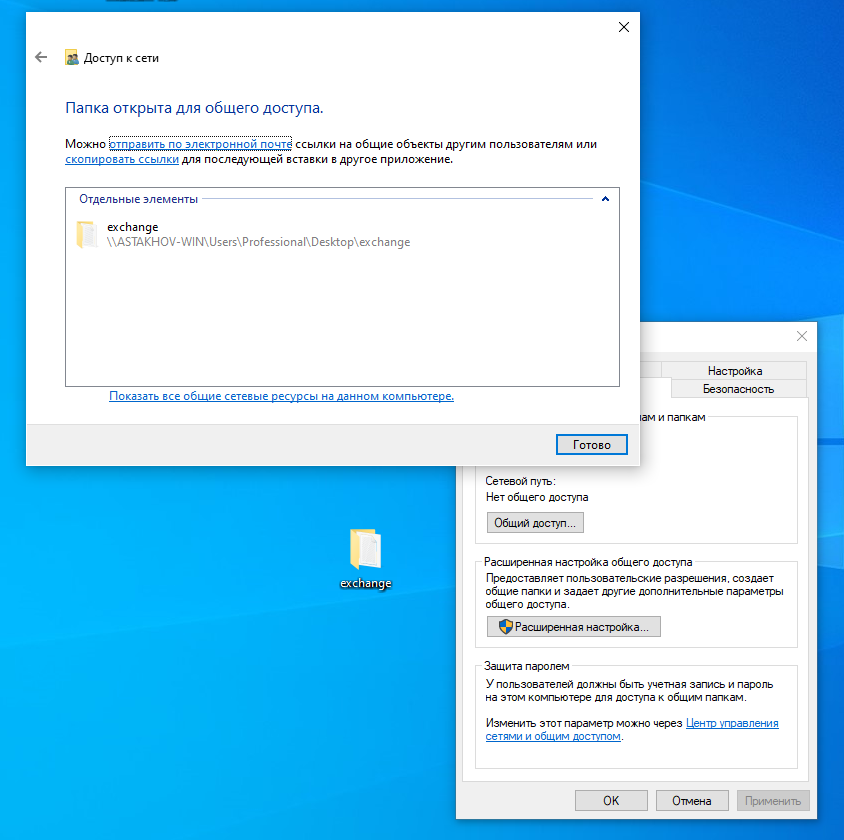 Доступ к сети
Папка открыта для общего доступа.
Можно отправить по электронной почте ссылки на общие объекты другим пользователям или
скопировать ссылки для последующей вставки в другое приложение.
Отдельные элементы
exchange
\\ASTAKHOV-WIN\Users\Professional\Desktop\exchange
Показать все общие сетевые ресурсы на данном компьютере.
Готово
exchange
Настройка
Безопасность
и папкам
Сетевой путь:
Нет общего доступа
Общий доступ...
Расширенная настройка общего доступа
Предоставляет пользовательские разрешения, создает
общие папки и задает другие дополнительные параметры
общего доступа.
Расширенная настройка...
Защита паролем
У пользователей должны быть учетная запись и пароль
на этом компьютере для доступа к общим папкам.
Изменить этот параметр можно через Центр управления
сетями и общим доступом.
OK
Отмена
Применить